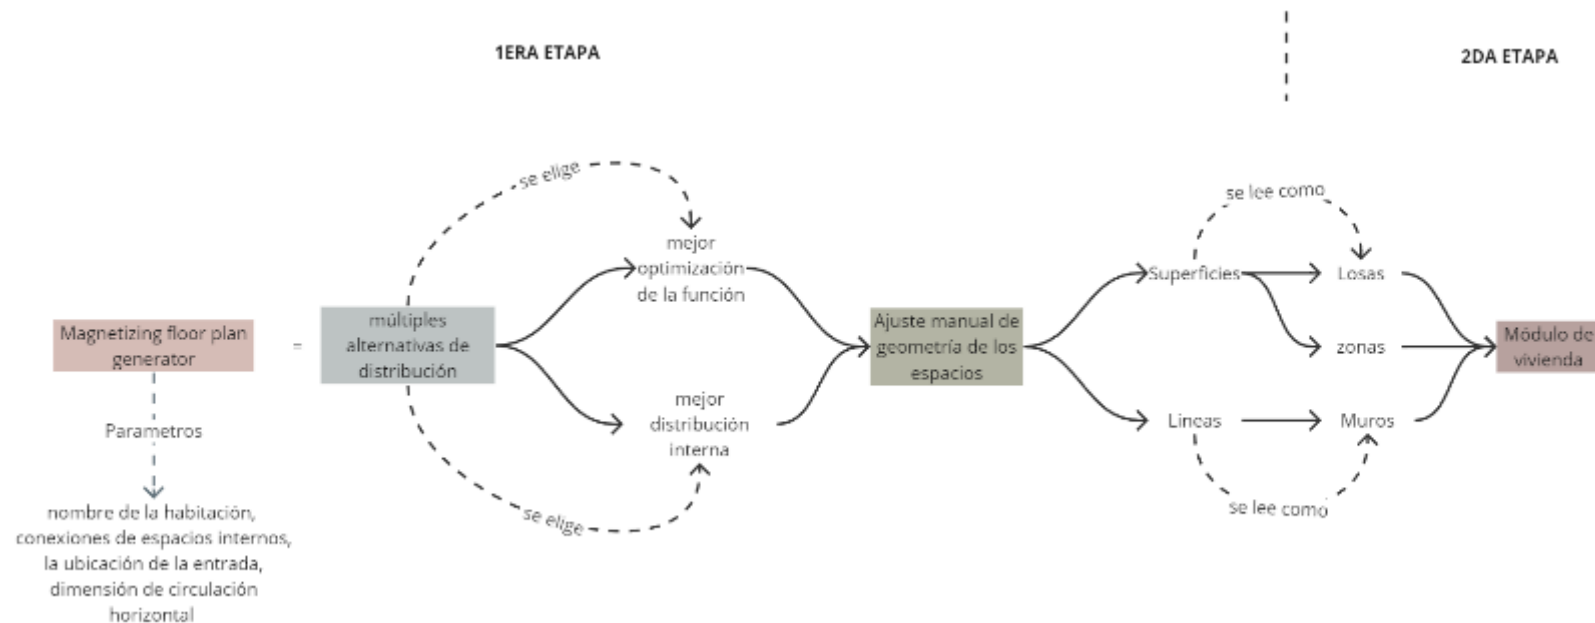 1ERA ETAPA
2DA ETAPA
se elige
se lee como
mejor
optimización
de la función
Superficies
Losas
Magnetizing floor plan
generator
=
múltiples
alternativas de
distribución
Ajuste manual de
geometría de los
espacios
zonas
Módulo de
vivienda
Parametros
mejor
distribución
interna
Lineas
Muros
nombre de la habitación,
conexiones de espacios internos,
la ubicación de la entrada,
dimensión de circulación
horizontal
se elige
se lee como